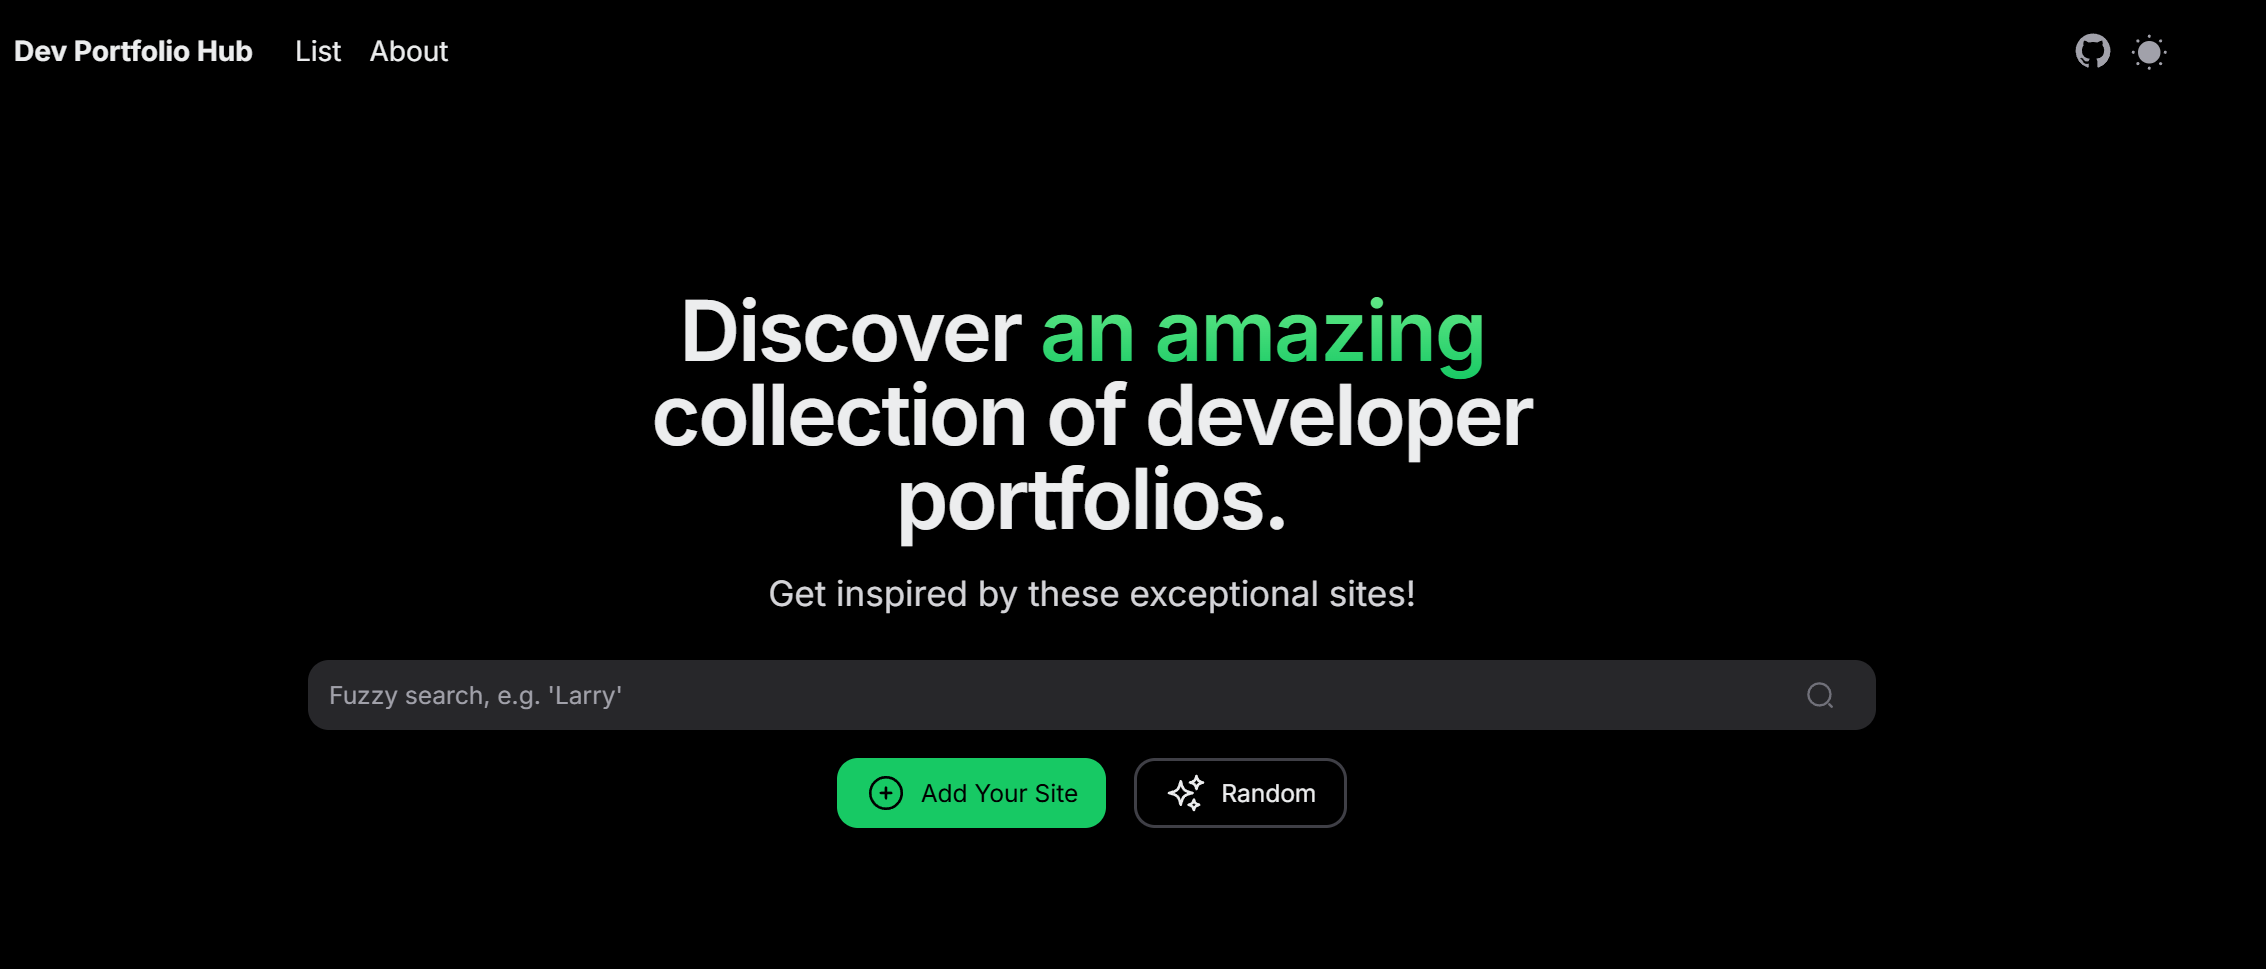 Dev Portfolio Hub List About
Discover an amazing
collection of developer
portfolios.
Get inspired by these exceptional sites!
Fuzzy search, e.g. 'Larry'
Add Your Site Random